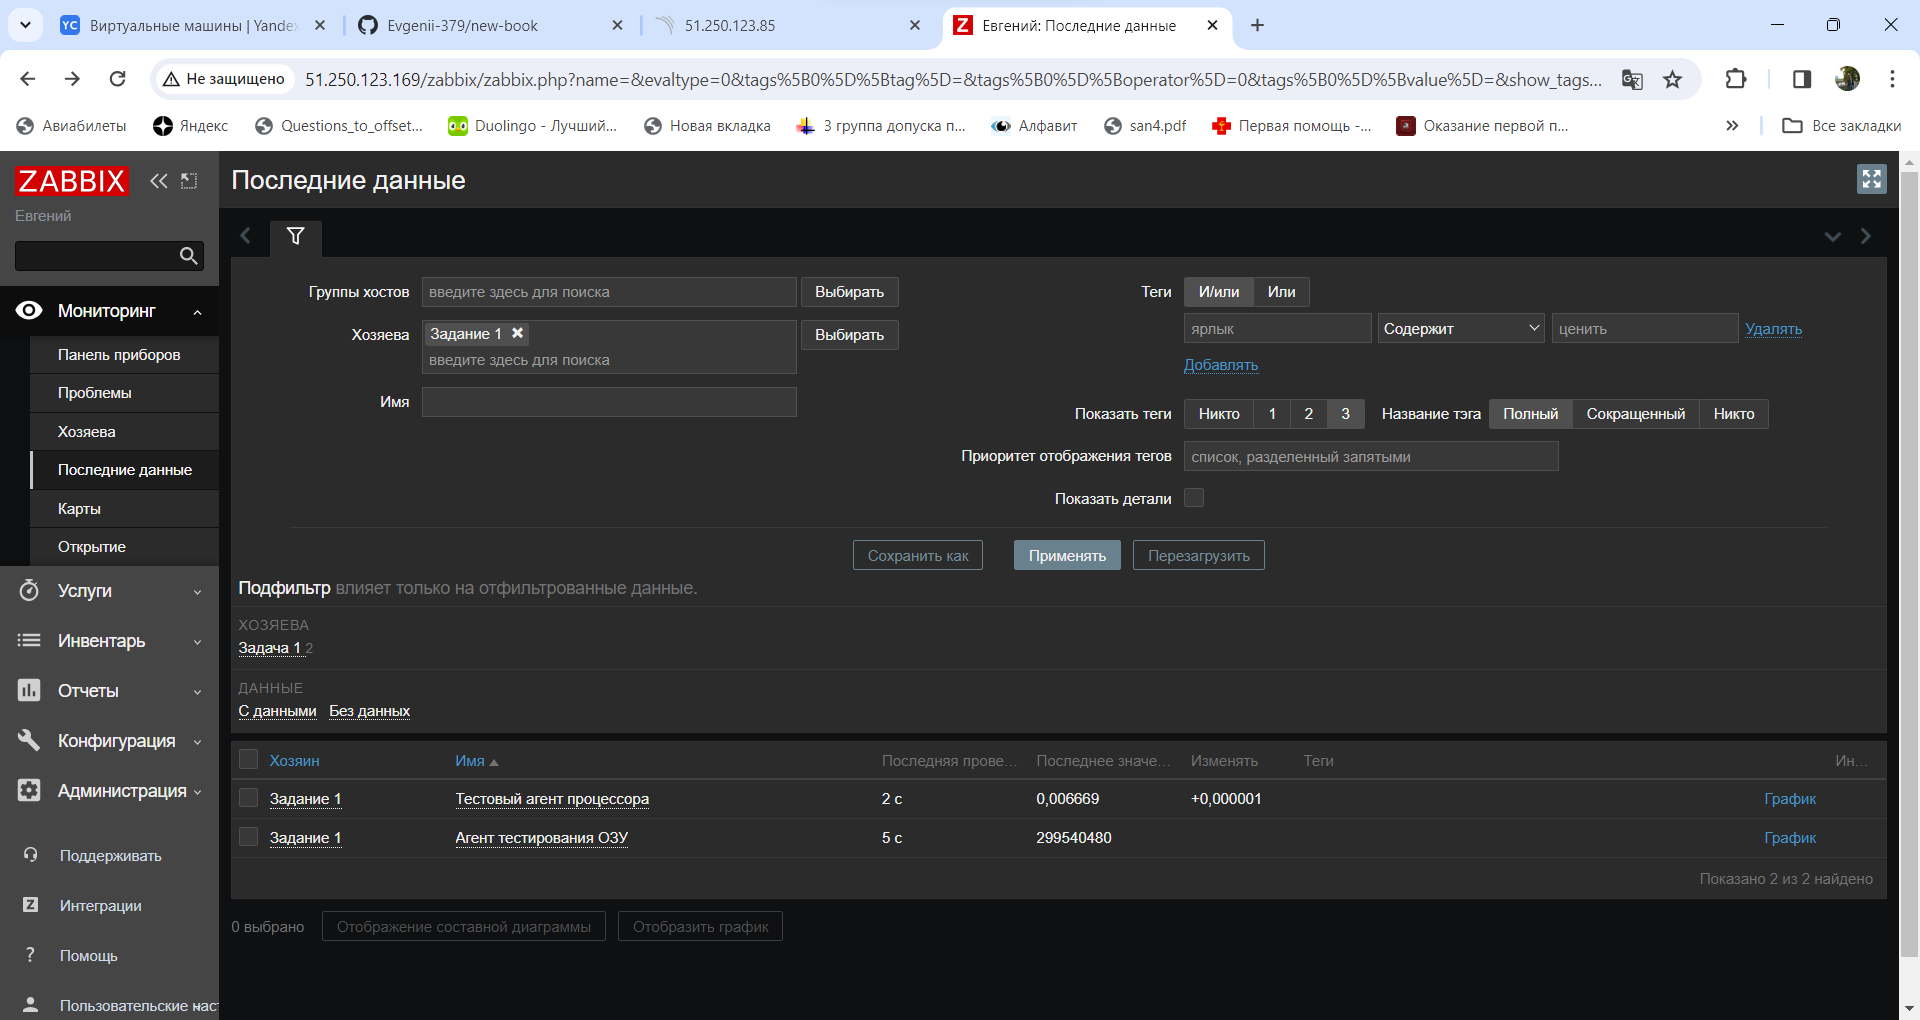 Виртуальные машины | Yande
Evgenii-379/new-book
51.250.123.85
Евгений: Последние данные
Не защищено
51.250.123.169/zabbix/zabbix.php?name=&evaltype=0&tags%5B0%5D%5Btag%5D=&tags%5B0%5D%5Boperator%5D=0&tags%5B0%5D%5Bvalue%5D=&show_tags...
Авиабилеты
Яндекс
Questions_to_offset...
Duolingo - Лучший...
Новая вкладка
3 группа допуска п...
Алфавит
san4.pdf
Первая помощь -...
Оказание первой п...
Все закладки
ZABBIX
Евгений
Мониторинг
Панель приборов
Проблемы
Хозяева
Последние данные
Карты
Открытие
Услуги
Инвентарь
Отчеты
Конфигурация
Администрация
Поддерживать
Интеграции
Помощь
Пользовательские наст
Последние данные
Группы хостов
введите здесь для поиска
Выбирать
Хозяева
Задание 1
введите здесь для поиска
Выбирать
Имя
Теги
И/или
Или
ярлык
Содержит
ценить
Удалять
Добавлять
Показать теги
Никто 1 2 3
Название тэга
Полный
Сокращенный
Никто
Приоритет отображения тегов
список, разделенный запятыми
Показать детали
Сохранить как
Применять
Перезагрузить
Подфильтр влияет только на отфильтрованные данные.
ХОЗЯЕВА
Задача 1 2
ДАННЫЕ
С данными Без данных
Хозяин Имя Последняя прове... Последнее значе... Изменять Теги Ин...
Задание 1 Тестовый агент процессора 2 с 0,006669 +0,000001 График
Задание 1 Агент тестирования ОЗУ 5 с 299540480 График
Показано 2 из 2 найдено
0 выбрано
Отображение составной диаграммы
Отобразить график